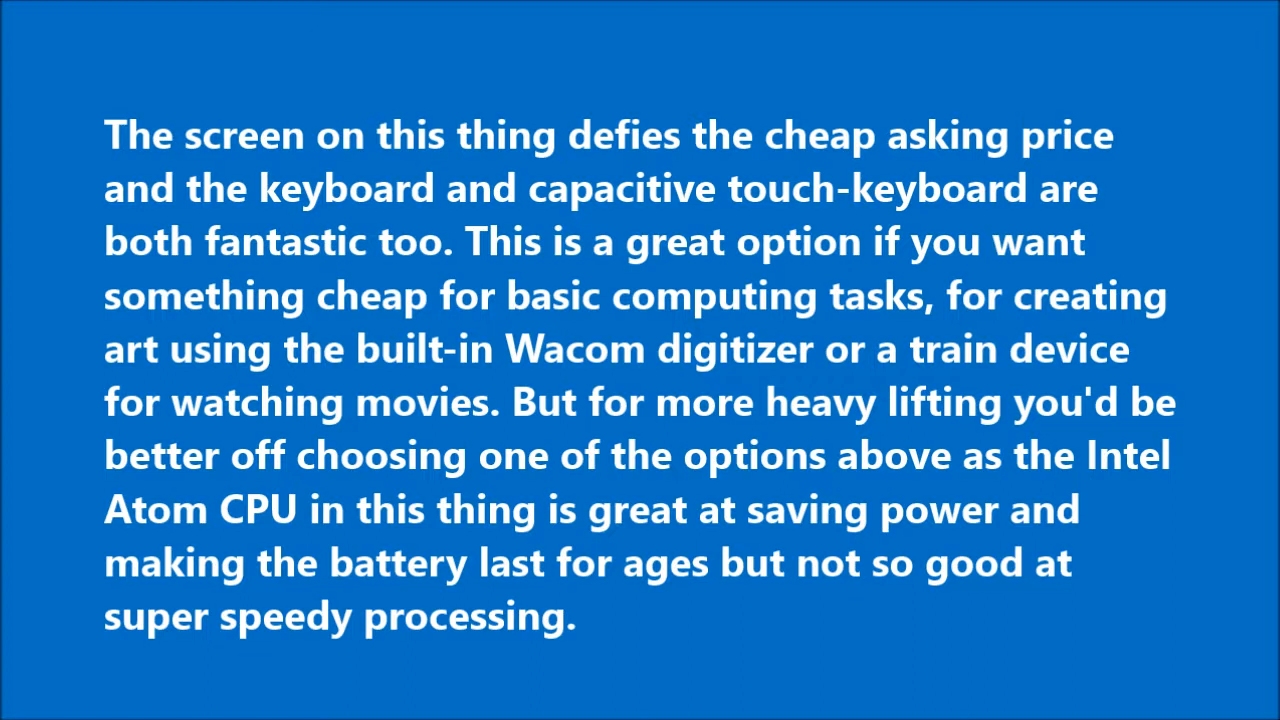 The screen on this thing defies the cheap asking price
and the keyboard and capacitive touch-keyboard are
both fantastic too. This is a great option if you want
something cheap for basic computing tasks, for creating
art using the built-in Wacom digitizer or a train device
for watching movies. But for more heavy lifting you'd be
better off choosing one of the options above as the Intel
Atom CPU in this thing is great at saving power and
making the battery last for ages but not so good at
super speedy processing.